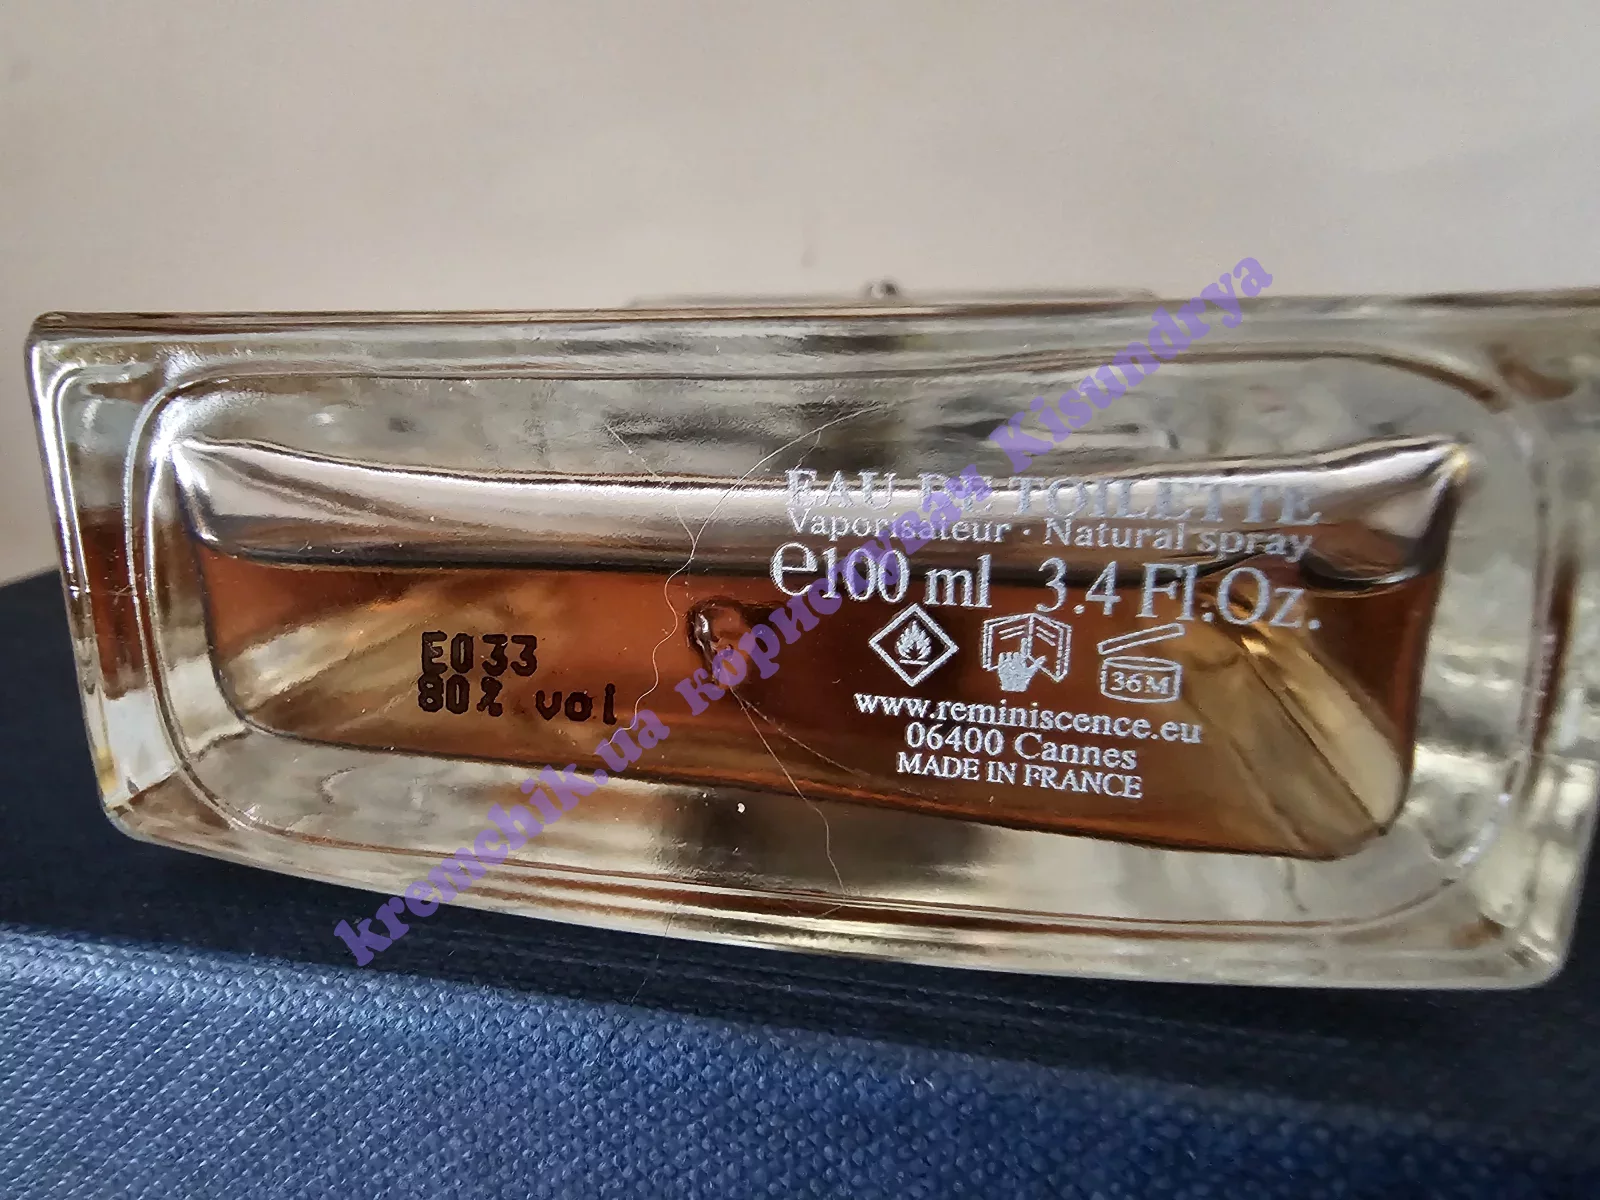 EAU DE TOILETTE
Vaporisateur · Natural spray
e100 ml 3.4 Fl.Oz.
36M
www.reminiscence.eu
06400 Cannes
MADE IN FRANCE
E033
80% vol
kremchik.ua користувач Kisundrya